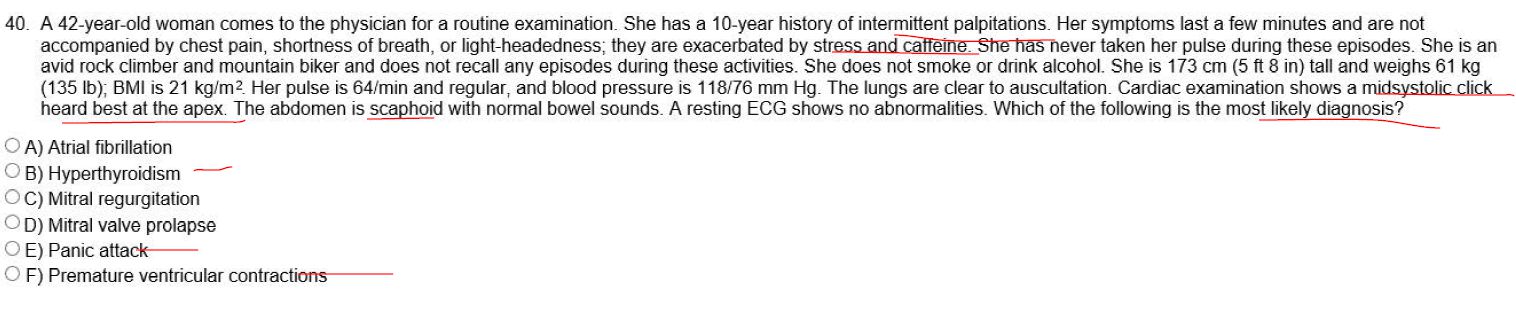 40. A 42-year-old woman comes to the physician for a routine examination. She has a 10-year history of intermittent palpitations. Her symptoms last a few minutes and are not
accompanied by chest pain, shortness of breath, or light-headedness; they are exacerbated by stress and caffeine. She has never taken her pulse during these episodes. She is an
avid rock climber and mountain biker and does not recall any episodes during these activities. She does not smoke or drink alcohol. She is 173 cm (5 ft 8 in) tall and weighs 61 kg
(135 lb); BMI is 21 kg/m². Her pulse is 64/min and regular, and blood pressure is 118/76 mm Hg. The lungs are clear to auscultation. Cardiac examination shows a midsystolic click
heard best at the apex. The abdomen is scaphoid with normal bowel sounds. A resting ECG shows no abnormalities. Which of the following is the most likely diagnosis?
A) Atrial fibrillation
B) Hyperthyroidism
C) Mitral regurgitation
D) Mitral valve prolapse
E) Panic attack
F) Premature ventricular contractions